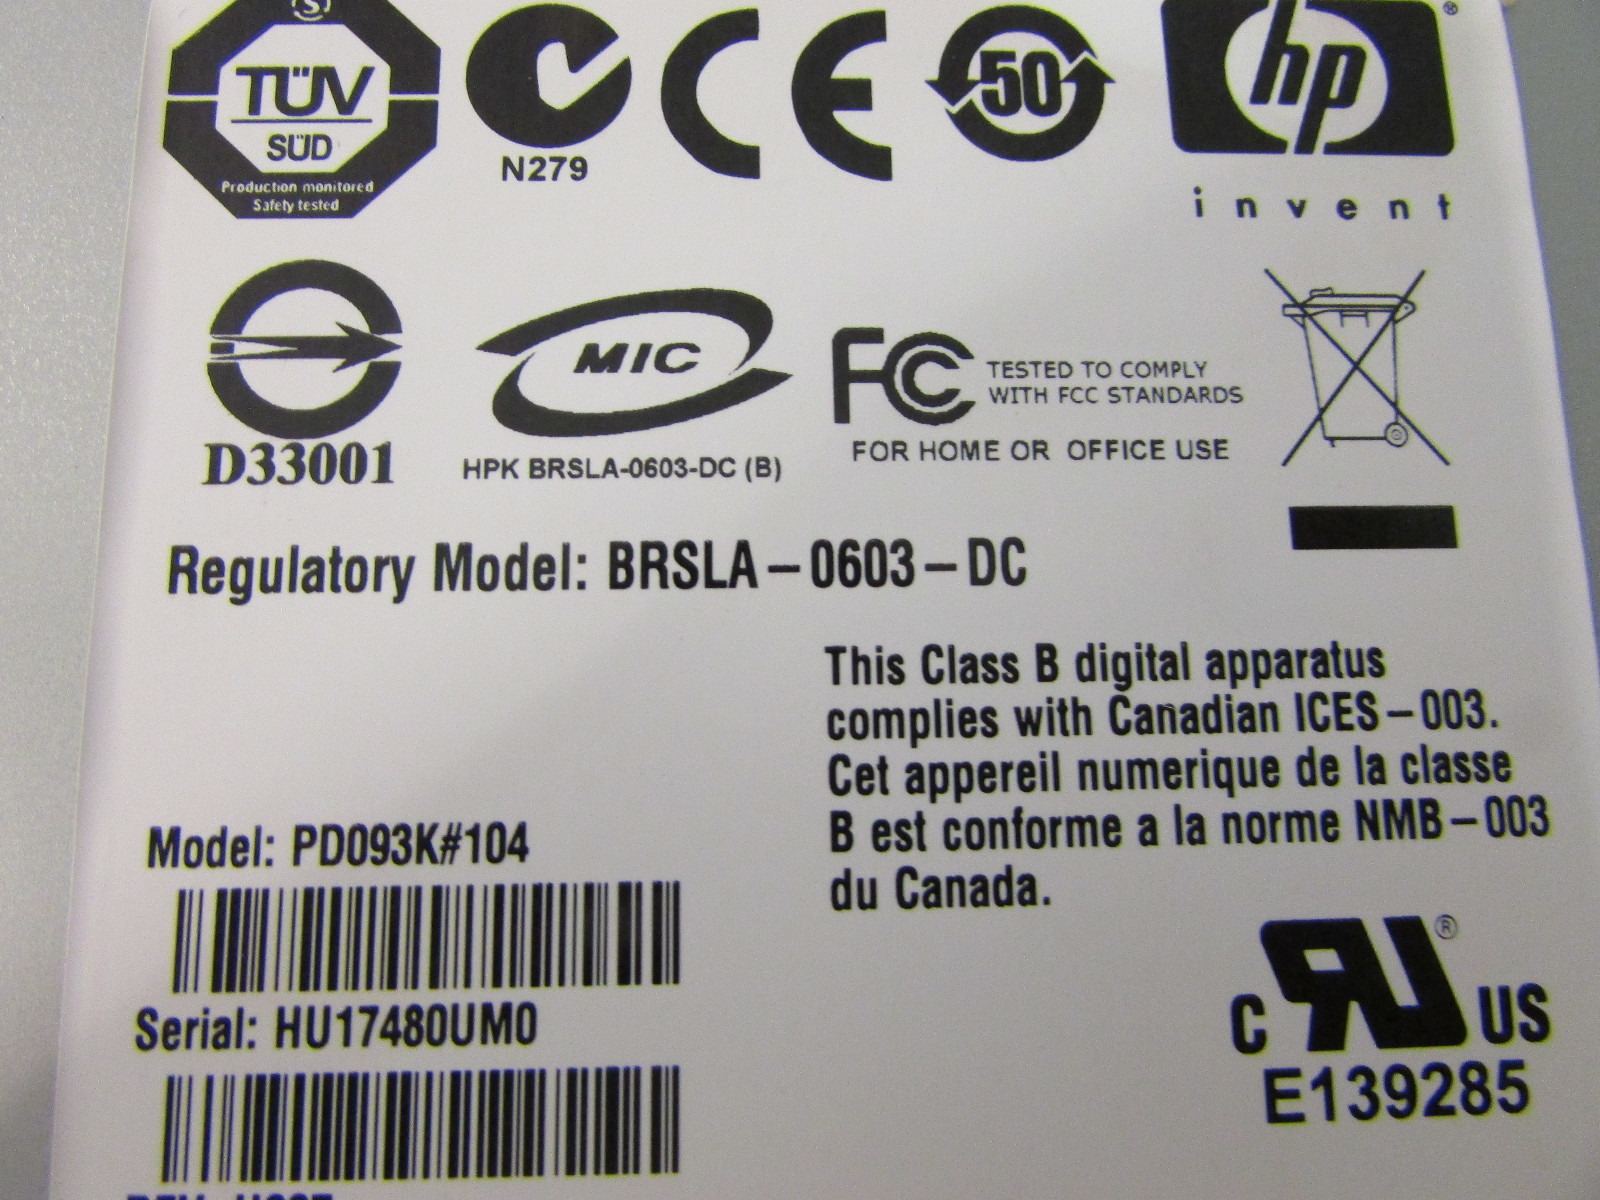 S
TÜV
SÜD
Production monitored
Safety tested
N279
CE
50
hp
®
invent
D33001
MIC
HPK BRSLA-0603-DC (B)
FC
TESTED TO COMPLY
WITH FCC STANDARDS
FOR HOME OR OFFICE USE
Regulatory Model: BRSLA-0603-DC
This Class B digital apparatus
complies with Canadian ICES-003.
Cet appereil numerique de la classe
B est conforme a la norme NMB-003
du Canada.
Model: PD093K#104
Serial: HU17480UM0
C RU ® US
E139285